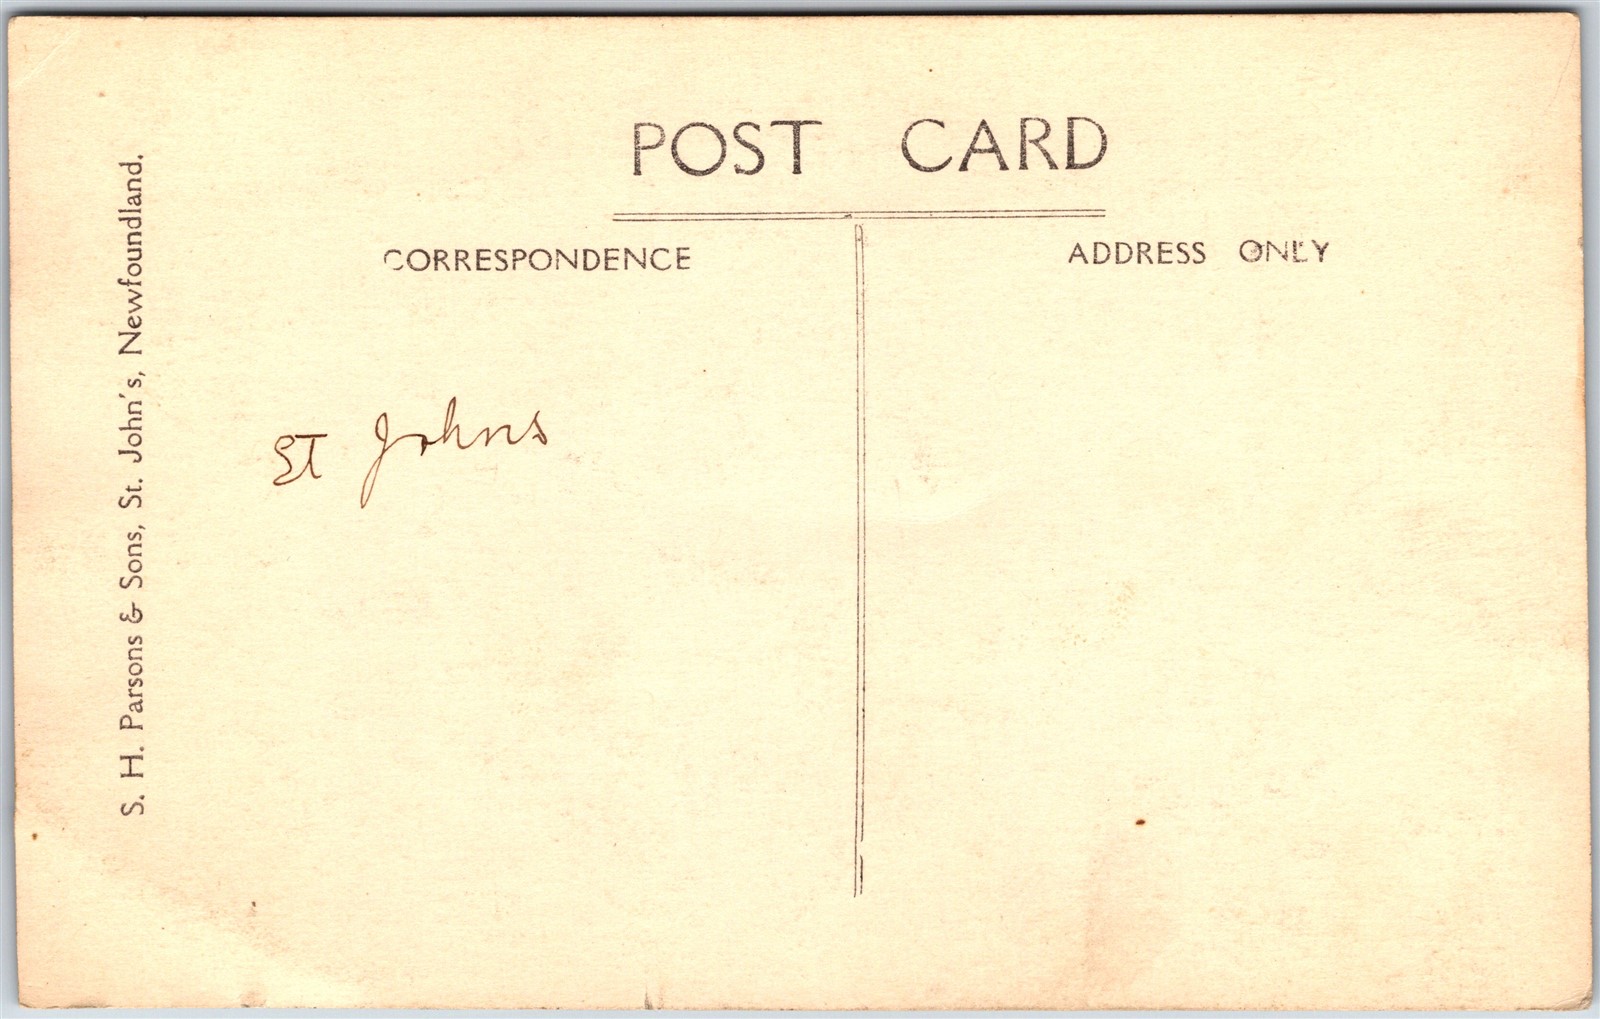 POST CARD
CORRESPONDENCE
ADDRESS ONLY
S. H. Parsons & Sons, St. John's, Newfoundland.
ST Johns